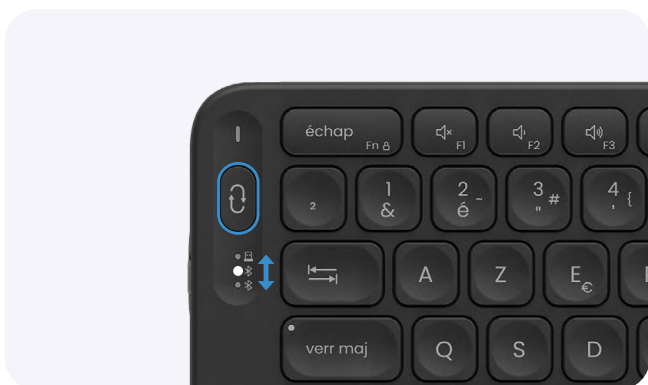 échap Fn F1 F2 F3
² 1 & 2 é ~ 3 " # 4 ' {
A Z E €
verr maj Q S D